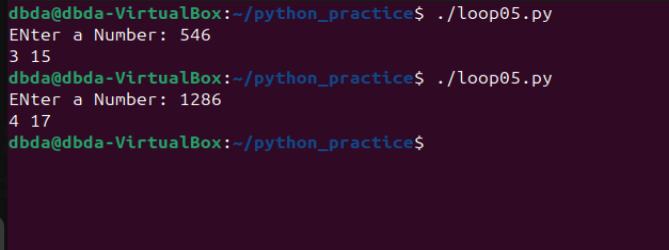 dbda@dbda-VirtualBox:~/python_practice$ ./loop05.py
ENter a Number: 546
3 15
dbda@dbda-VirtualBox:~/python_practice$ ./loop05.py
ENter a Number: 1286
4 17
dbda@dbda-VirtualBox:~/python_practice$